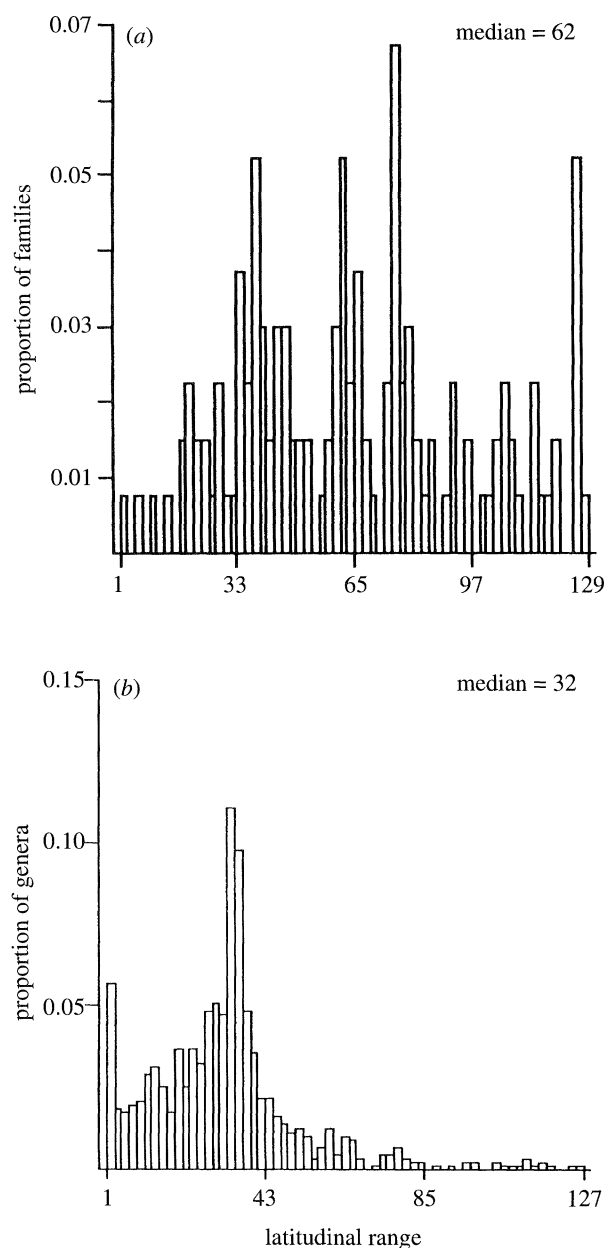 0.07
(a)
median = 62
0.05
0.03
0.01
proportion of families
1
33
65
97
129
0.15
(b)
median = 32
0.10
0.05
proportion of genera
1
43
85
127
latitudinal range